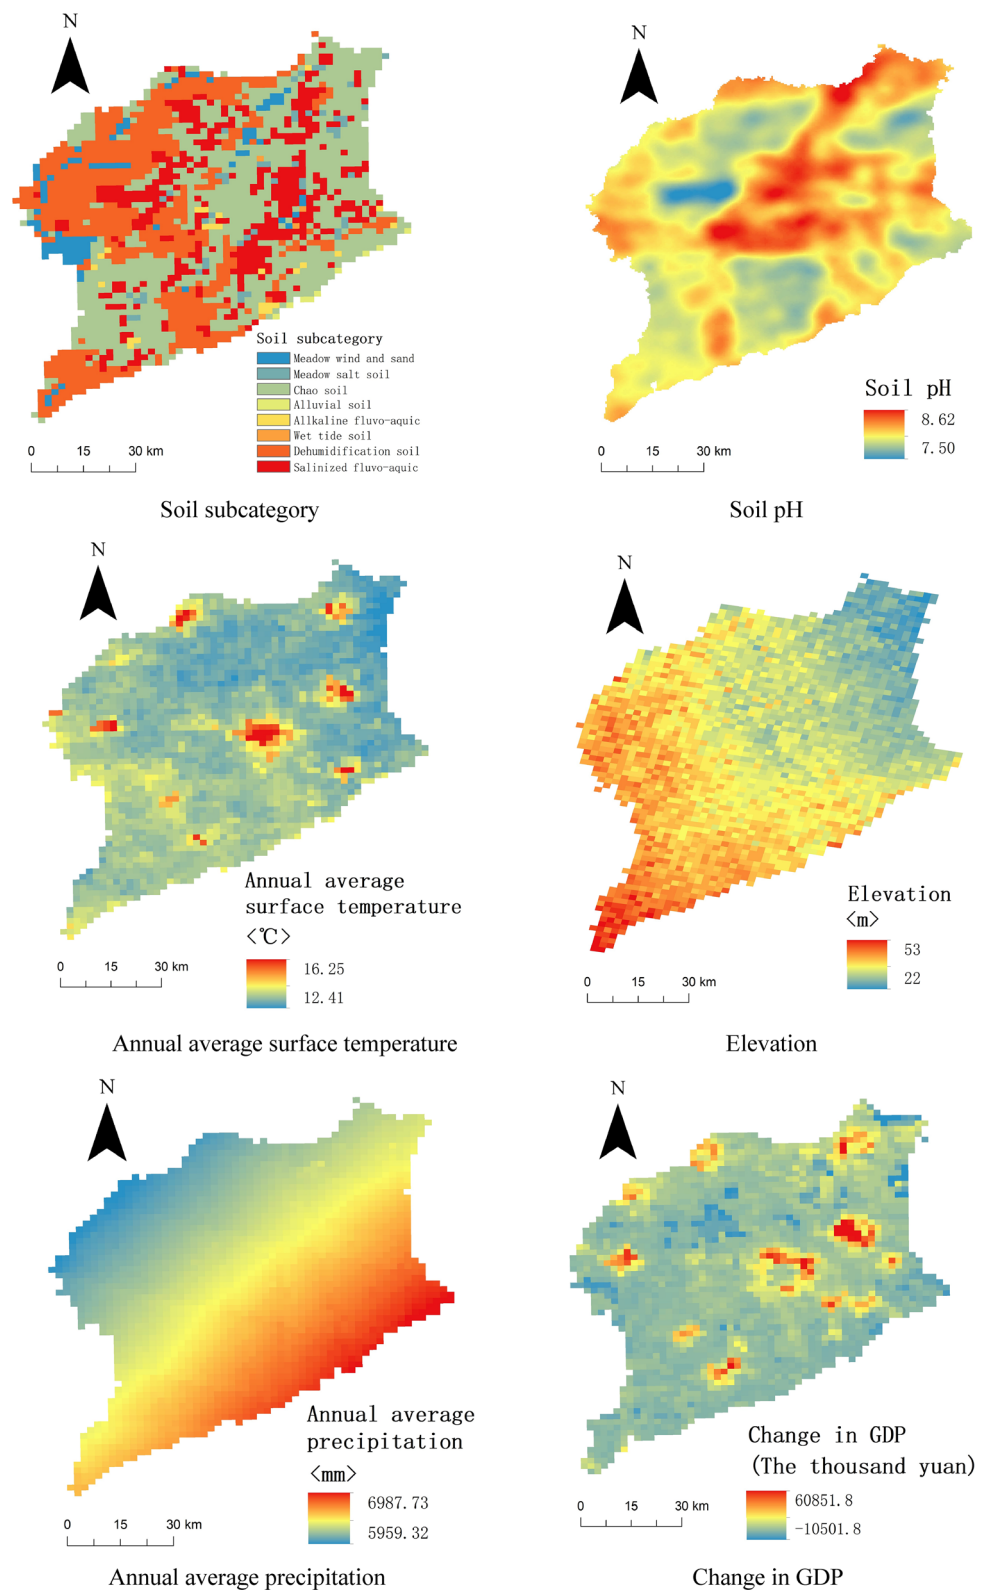 N
Soil subcategory
Meadow wind and sand
Meadow salt soil
Chao soil
Alluvial soil
Allkaline fluvo-aquic
Wet tide soil
Dehumidification soil
Salinized fluvo-aquic
0 15 30 km
Soil subcategory
N
Soil pH
8.62
7.50
0 15 30 km
Soil pH
N
Annual average
surface temperature
<℃>
16.25
12.41
0 15 30 km
Annual average surface temperature
N
Elevation
<m>
53
22
0 15 30 km
Elevation
N
Annual average
precipitation
<mm>
6987.73
5959.32
0 15 30 km
Annual average precipitation
N
Change in GDP
(The thousand yuan)
60851.8
-10501.8
0 15 30 km
Change in GDP